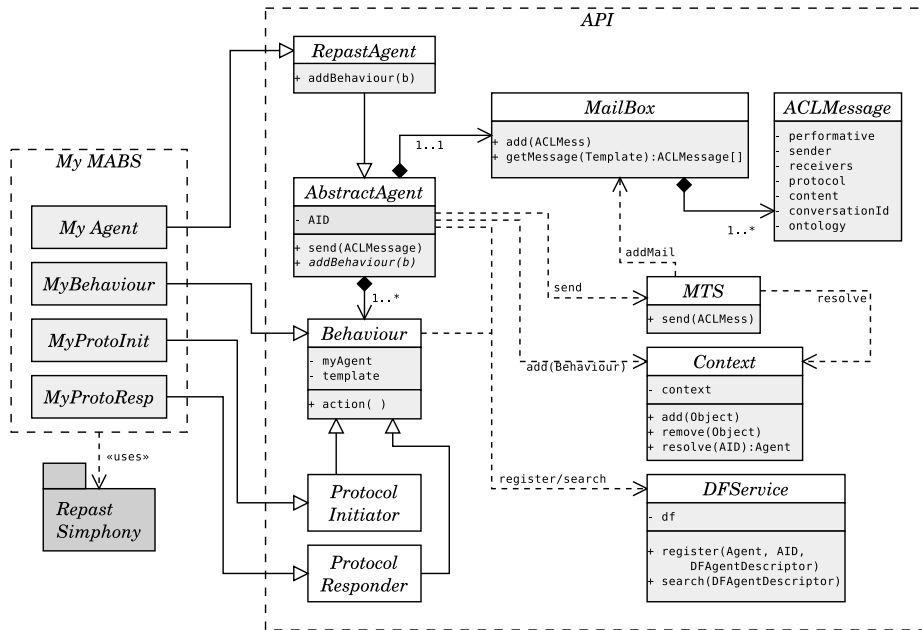 API
RepastAgent
+ addBehaviour(b)
MailBox
+ add(ACLMess)
+ getMessage(Template):ACLMessage[]
ACLMessage
- performative
- sender
- receivers
- protocol
- content
- conversationId
- ontology
1..1
1..*
My MABS
My Agent
MyBehaviour
MyProtoInit
MyProtoResp
AbstractAgent
- AID
+ send(ACLMessage)
+ addBehaviour(b)
1..*
addMail
send
MTS
+ send(ACLMess)
resolve
Behaviour
- myAgent
- template
+ action( )
add(Behaviour)
Context
- context
+ add(Object)
+ remove(Object)
+ resolve(AID):Agent
«uses»
Repast
Simphony
Protocol
Initiator
Protocol
Responder
register/search
DFService
- df
+ register(Agent, AID,
DFAgentDescriptor)
+ search(DFAgentDescriptor)